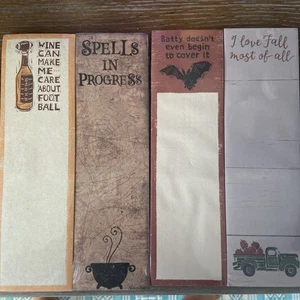 WINE
CAN
MAKE
ME
CARE
ABOUT
FOOT
BALL
SPELLS
IN
PROGRESS
Batty doesn't
even begin
to cover it
I love Fall
most of all